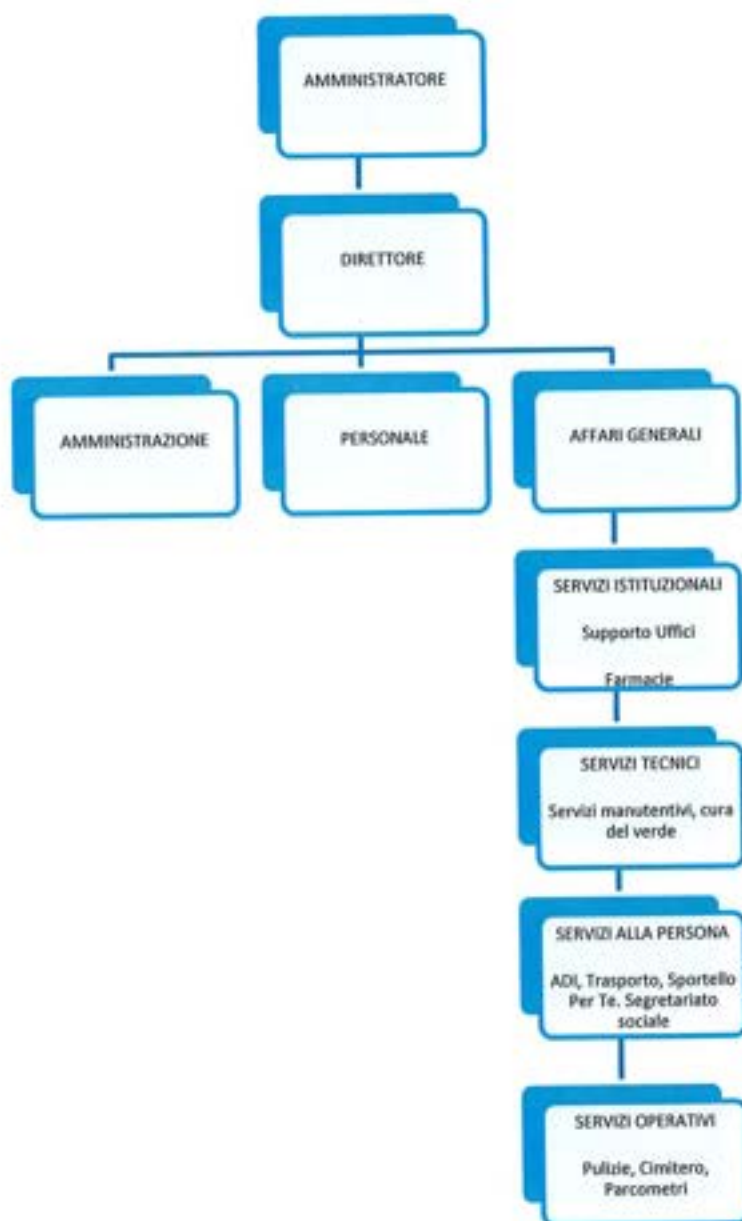 AMMINISTRATORE
DIRETTORE
AMMINISTRAZIONE
PERSONALE
AFFARI GENERALI
SERVIZI ISTITUZIONALI
Supporto Uffici
Farmacie
SERVIZI TECNICI
Servizi manutentivi, cura
del verde
SERVIZI ALLA PERSONA
ADI, Trasporto, Sportello
Per Te. Segretariato
sociale
SERVIZI OPERATIVI
Pulizie, Cimitero,
Parcometri